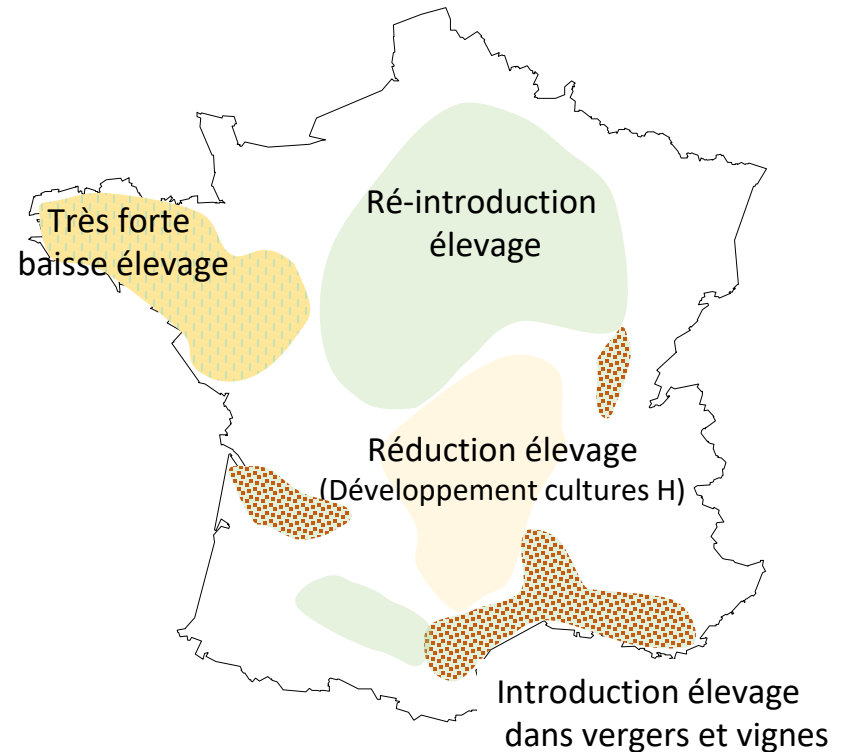 Très forte
baisse élevage
Ré-introduction
élevage
Réduction élevage
(Développement cultures H)
Introduction élevage
dans vergers et vignes